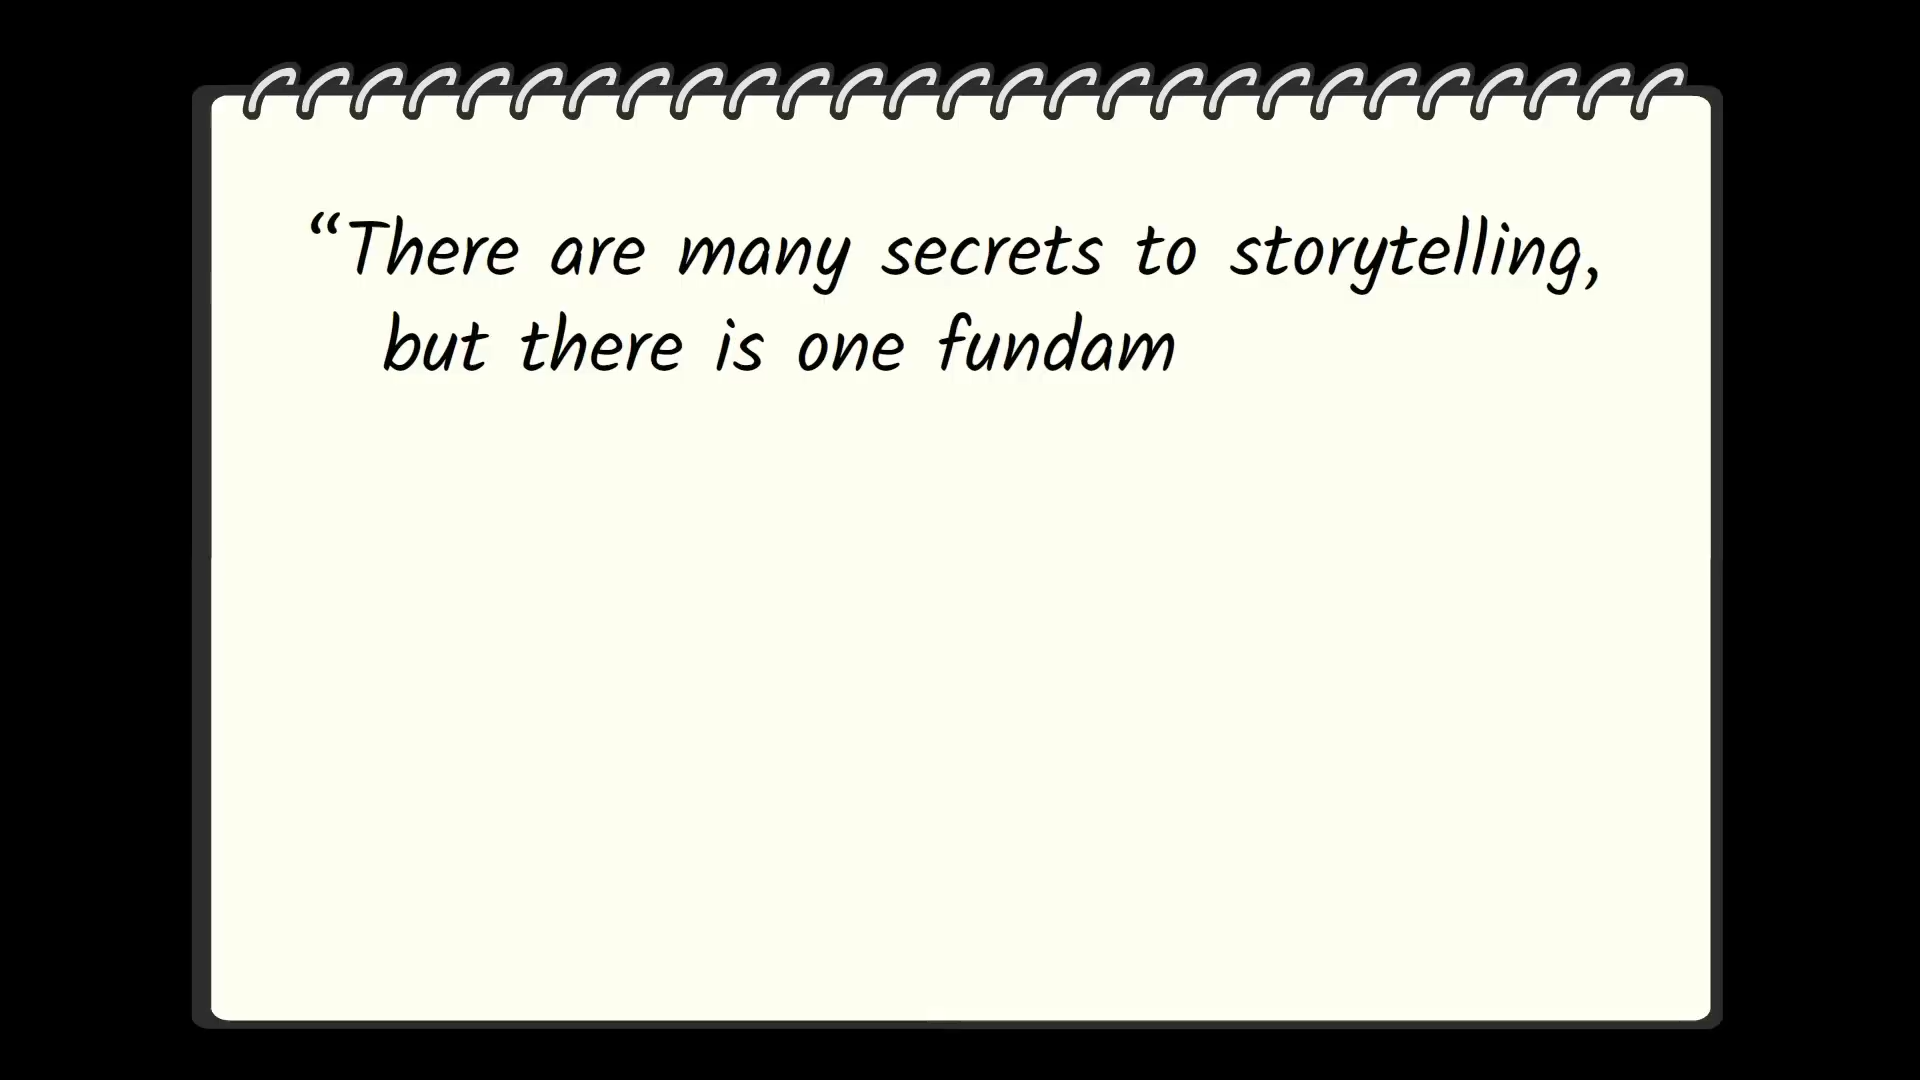 “There are many secrets to storytelling,
but there is one fundam